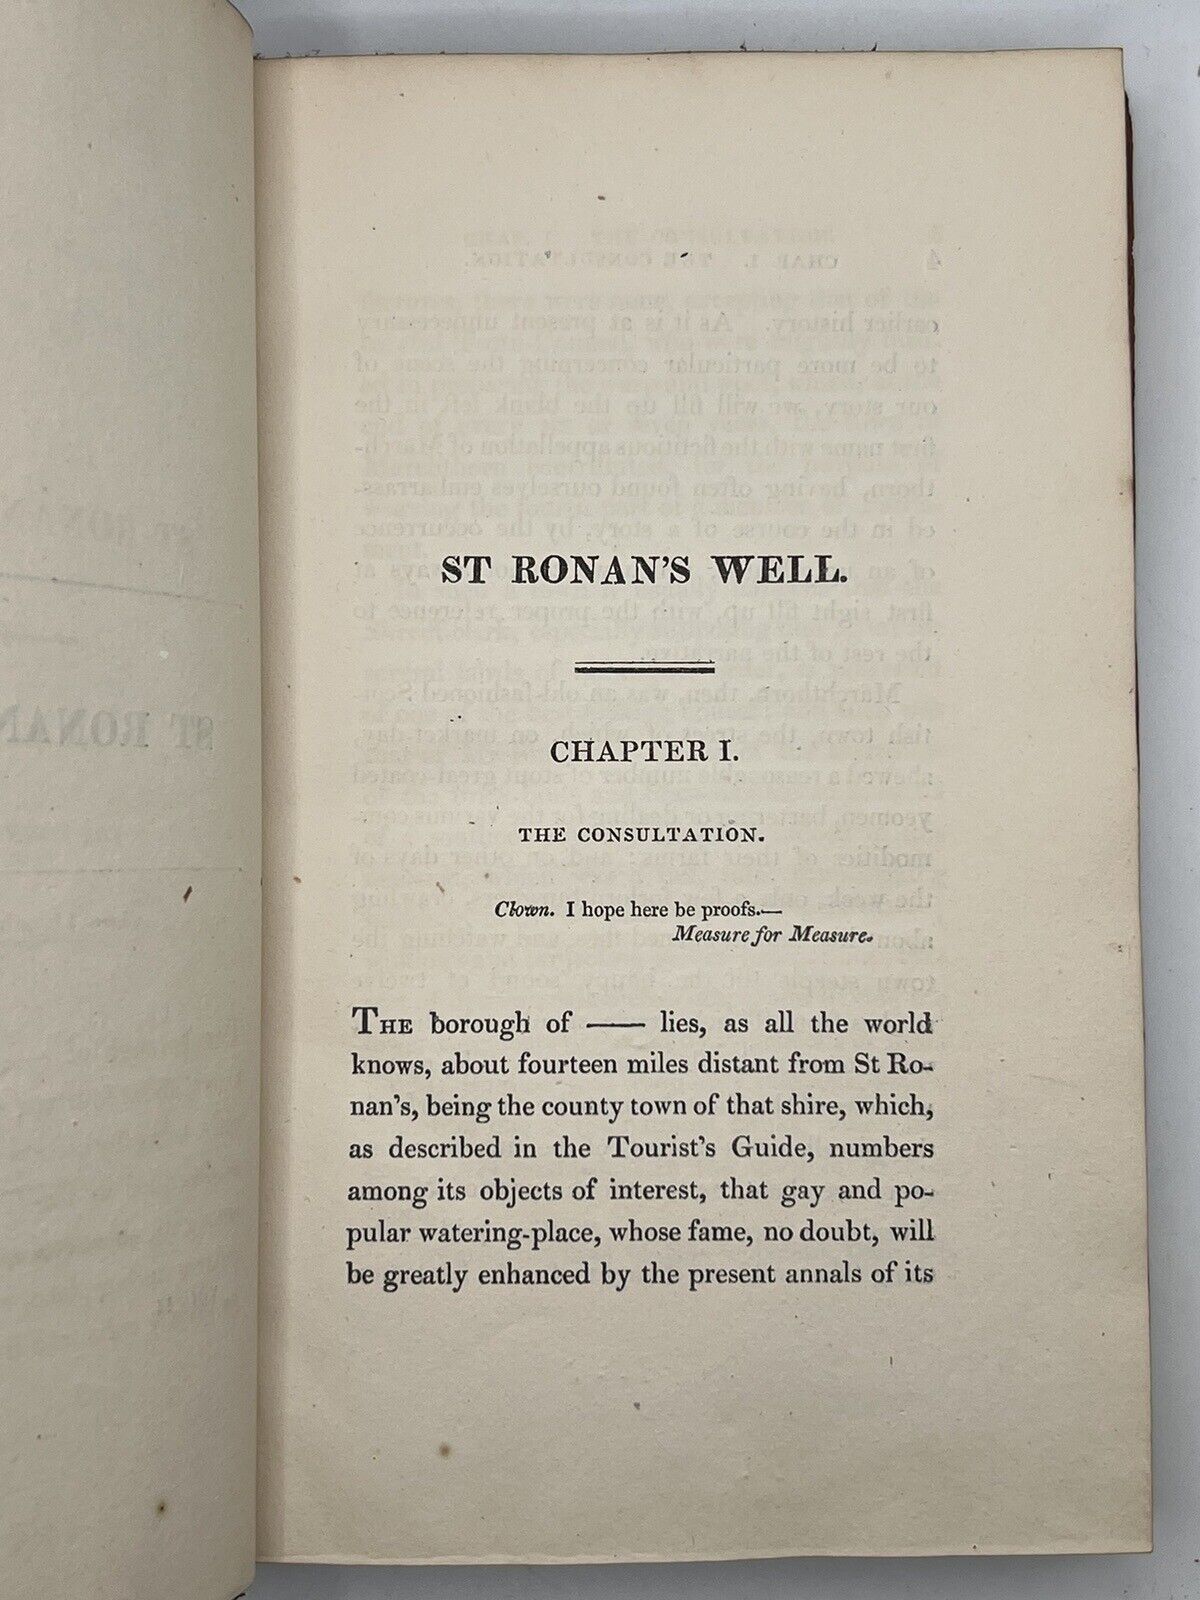 ST RONAN'S WELL.
CHAPTER I.
THE CONSULTATION.
Clown. I hope here be proofs.—
Measure for Measure.
THE borough of —— lies, as all the world
knows, about fourteen miles distant from St Ro-
nan's, being the county town of that shire, which,
as described in the Tourist's Guide, numbers
among its objects of interest, that gay and po-
pular watering-place, whose fame, no doubt, will
be greatly enhanced by the present annals of its